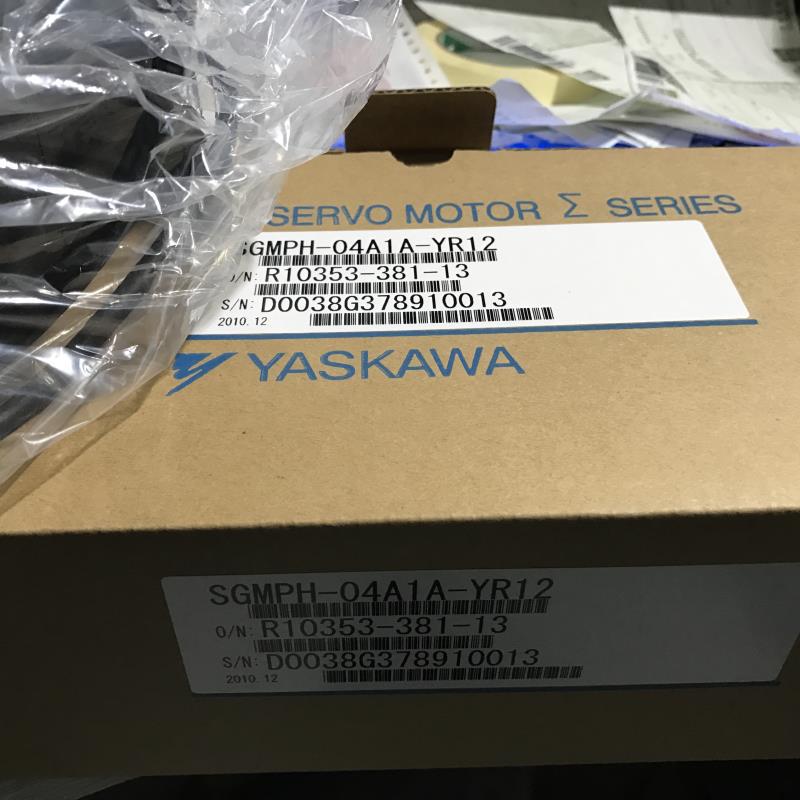 SERVO MOTOR Σ SERIES
SGMPH-04A1A-YR12
O/N: R10353-381-13
S/N: D0038G378910013
2010.12
YASKAWA
SGMPH-04A1A-YR12
O/N: R10353-381-13
S/N: D0038G378910013
2010.12